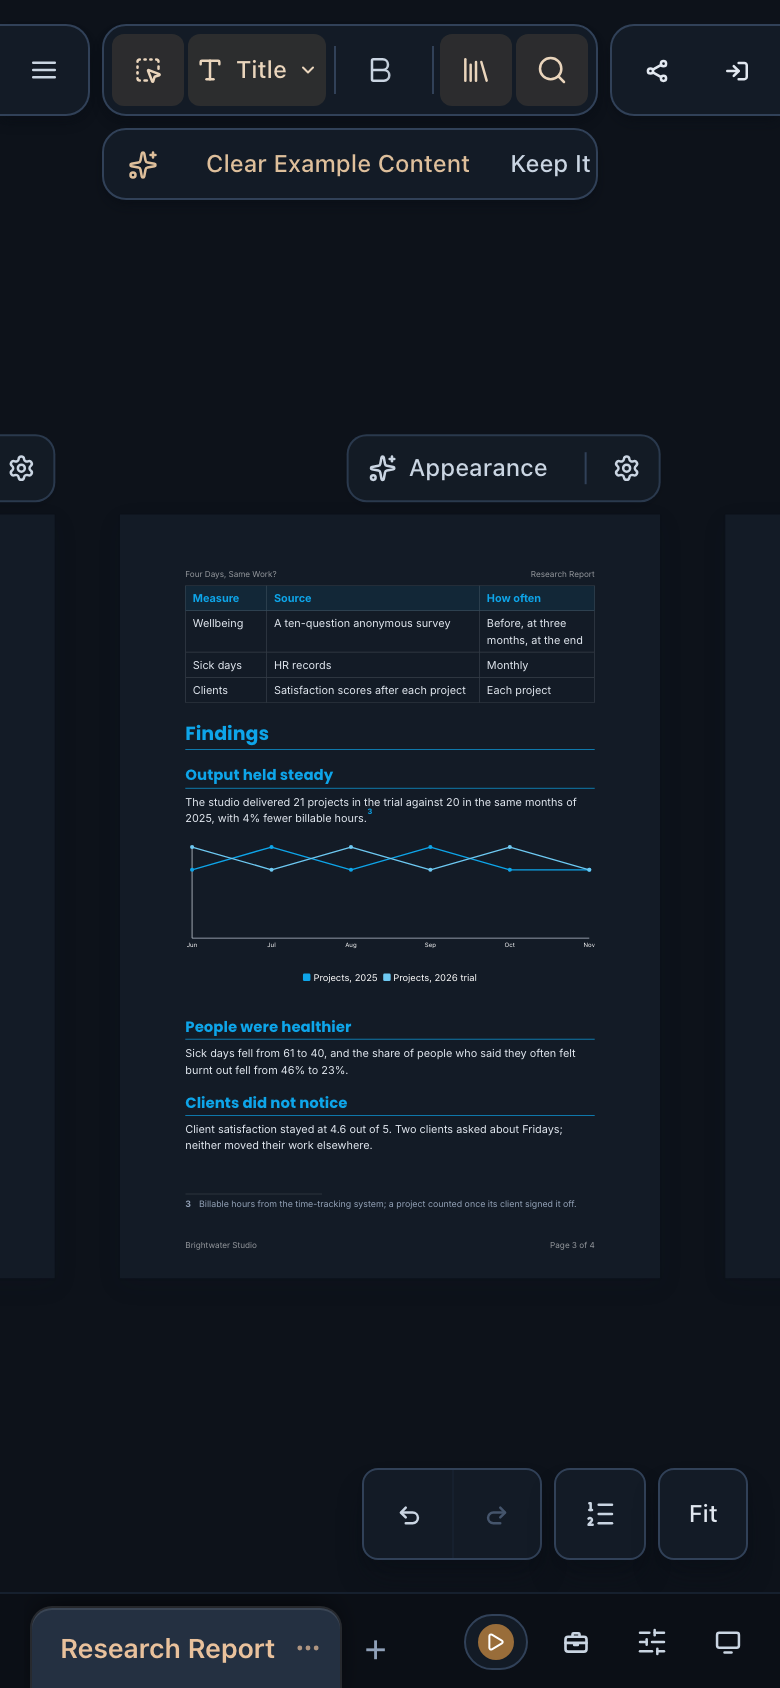 Title
B
Clear Example Content Keep It
Appearance
Four Days, Same Work? Research Report
Measure Source How often
Wellbeing A ten-question anonymous survey Before, at three
months, at the end
Sick days HR records Monthly
Clients Satisfaction scores after each project Each project
Findings
Output held steady
The studio delivered 21 projects in the trial against 20 in the same months of
2025, with 4% fewer billable hours.3
Jun Jul Aug Sep Oct Nov
Projects, 2025 Projects, 2026 trial
People were healthier
Sick days fell from 61 to 40, and the share of people who said they often felt
burnt out fell from 46% to 23%.
Clients did not notice
Client satisfaction stayed at 4.6 out of 5. Two clients asked about Fridays;
neither moved their work elsewhere.
3 Billable hours from the time-tracking system; a project counted once its client signed it off.
Brightwater Studio Page 3 of 4
Fit
Research Report